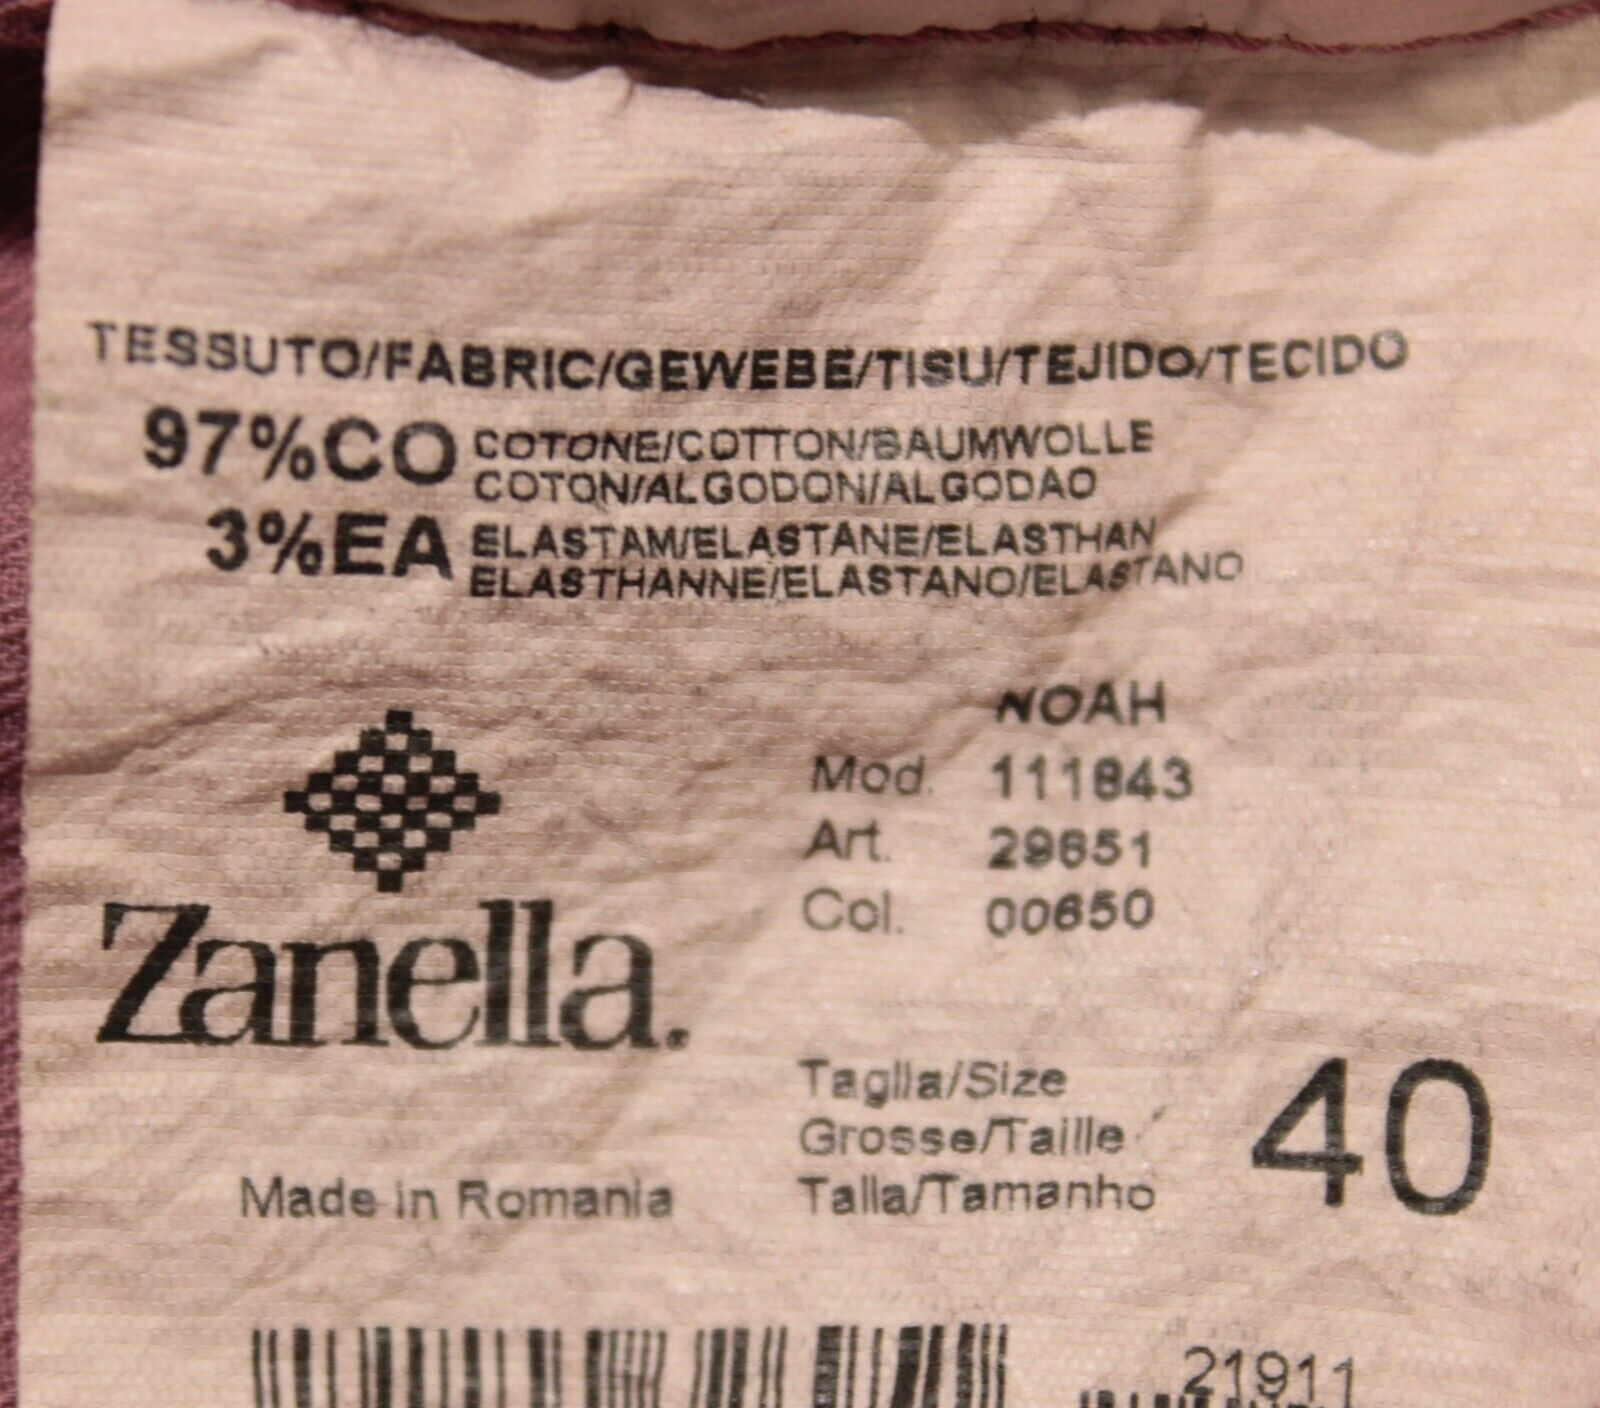 TESSUTO/FABRIC/GEWEBE/TISU/TEJIDO/TECIDO
97%CO COTONE/COTTON/BAUMWOLLE
COTON/ALGODON/ALGODAO
3%EA ELASTAM/ELASTANE/ELASTHAN
ELASTHANNE/ELASTANO/ELASTANO
NOAH
Mod. 111843
Art. 29651
Col. 00650
Zanella.
Taglia/Size
Grosse/Taille
Talla/Tamanho
40
Made in Romania
21911